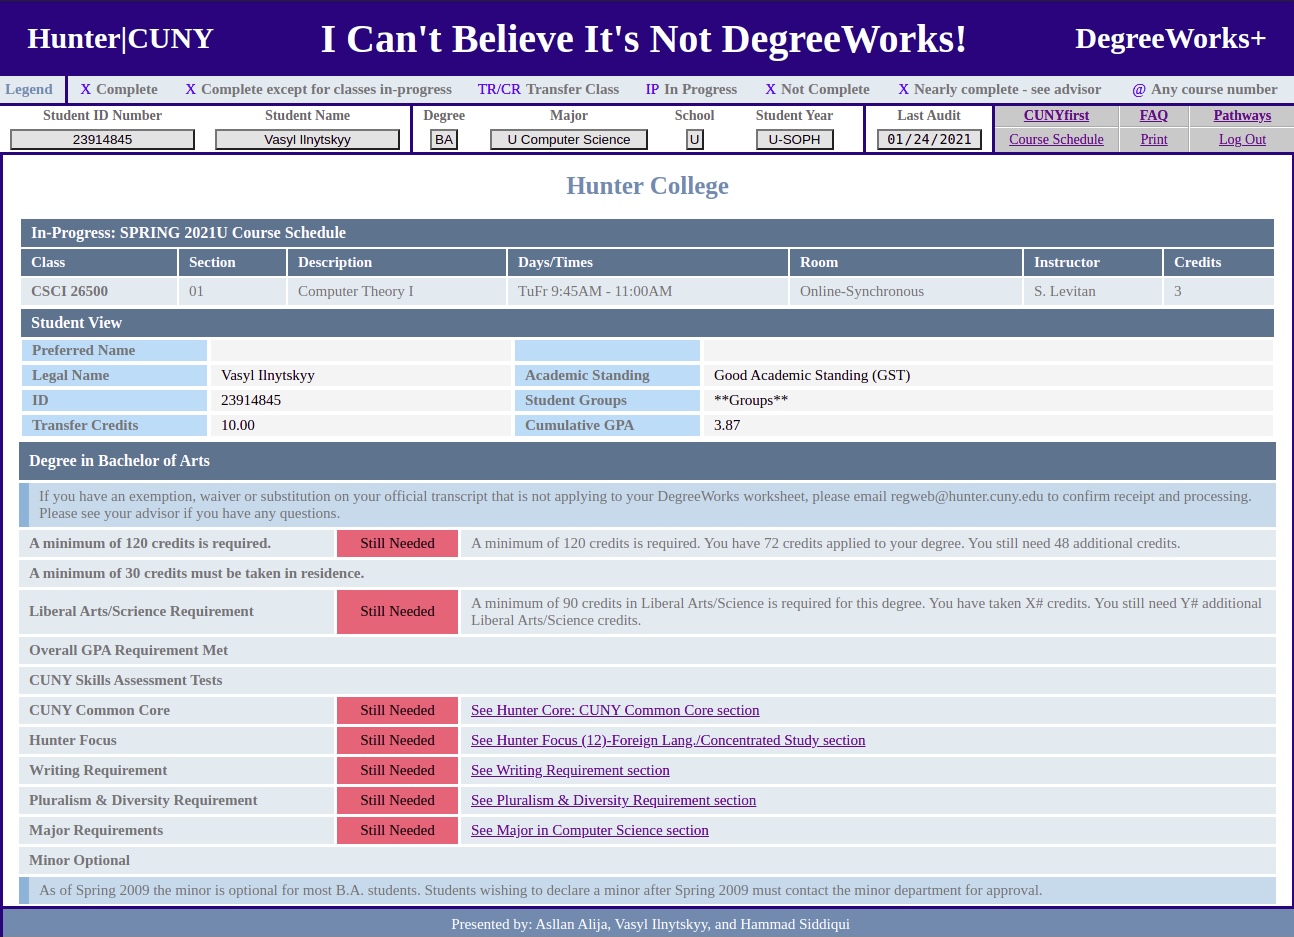 Hunter|CUNY I Can't Believe It's Not DegreeWorks! DegreeWorks+
Legend X Complete X Complete except for classes in-progress TR/CR Transfer Class IP In Progress X Not Complete X Nearly complete - see advisor @ Any course number
Student ID Number Student Name Degree Major School Student Year Last Audit CUNYfirst FAQ Pathways
23914845 Vasyl Ilnytskyy BA U Computer Science U U-SOPH 01/24/2021 Course Schedule Print Log Out
Hunter College
In-Progress: SPRING 2021U Course Schedule
Class Section Description Days/Times Room Instructor Credits
CSCI 26500 01 Computer Theory I TuFr 9:45AM - 11:00AM Online-Synchronous S. Levitan 3
Student View
Preferred Name
Legal Name Vasyl Ilnytskyy Academic Standing Good Academic Standing (GST)
ID 23914845 Student Groups **Groups**
Transfer Credits 10.00 Cumulative GPA 3.87
Degree in Bachelor of Arts
If you have an exemption, waiver or substitution on your official transcript that is not applying to your DegreeWorks worksheet, please email regweb@hunter.cuny.edu to confirm receipt and processing.
Please see your advisor if you have any questions.
A minimum of 120 credits is required. Still Needed A minimum of 120 credits is required. You have 72 credits applied to your degree. You still need 48 additional credits.
A minimum of 30 credits must be taken in residence.
Liberal Arts/Scrience Requirement Still Needed A minimum of 90 credits in Liberal Arts/Science is required for this degree. You have taken X# credits. You still need Y# additional
Liberal Arts/Science credits.
Overall GPA Requirement Met
CUNY Skills Assessment Tests
CUNY Common Core Still Needed See Hunter Core: CUNY Common Core section
Hunter Focus Still Needed See Hunter Focus (12)-Foreign Lang./Concentrated Study section
Writing Requirement Still Needed See Writing Requirement section
Pluralism & Diversity Requirement Still Needed See Pluralism & Diversity Requirement section
Major Requirements Still Needed See Major in Computer Science section
Minor Optional
As of Spring 2009 the minor is optional for most B.A. students. Students wishing to declare a minor after Spring 2009 must contact the minor department for approval.
Presented by: Asllan Alija, Vasyl Ilnytskyy, and Hammad Siddiqui